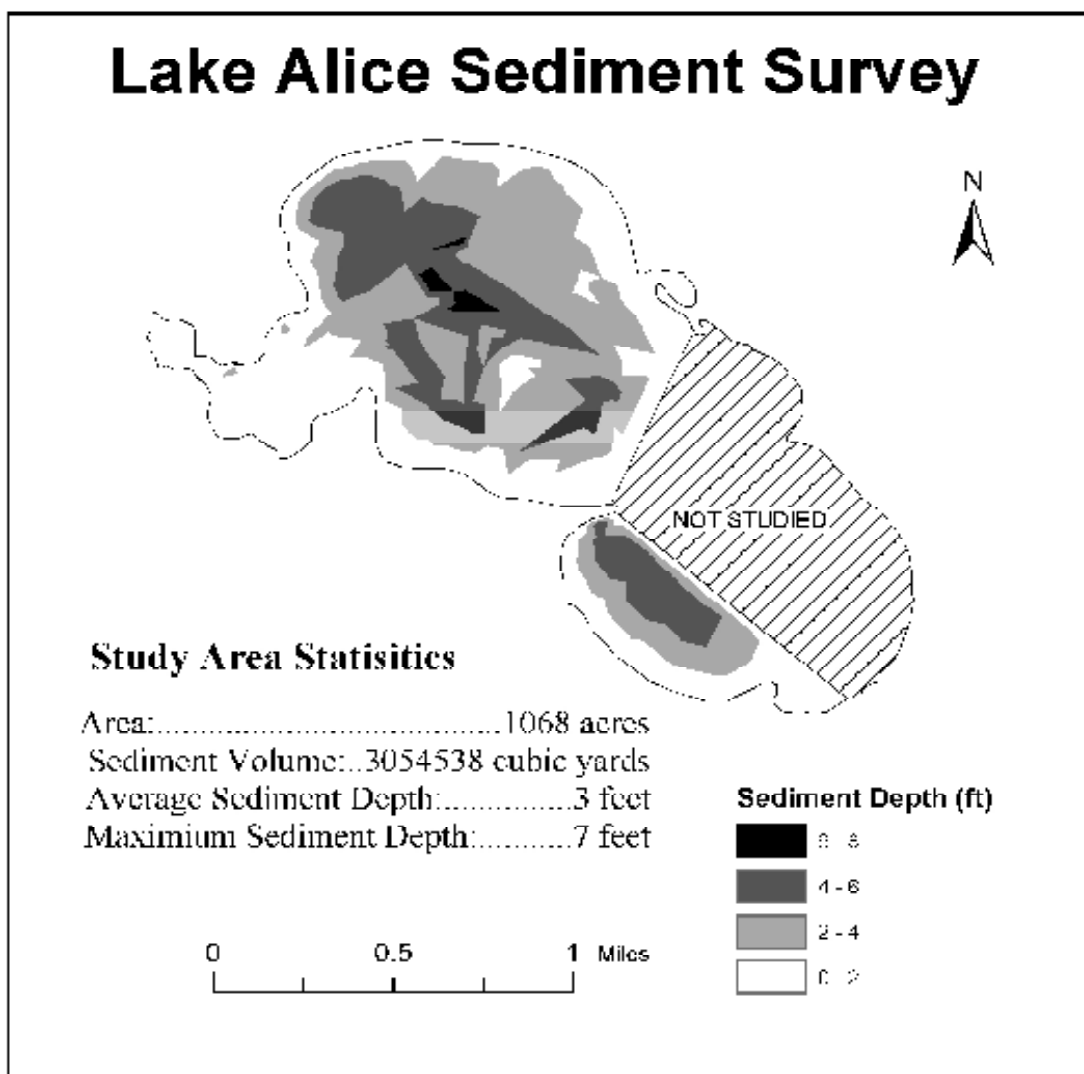 Lake Alice Sediment Survey
N
NOT STUDIED
Study Area Statisitics
Area:.....................................1068 acres
Sediment Volume:..3054538 cubic yards
Average Sediment Depth:..............3 feet
Maximum Sediment Depth:............7 feet
Sediment Depth (ft)
4 - 6
2 - 4
0 - 2
0 0.5 1 Miles